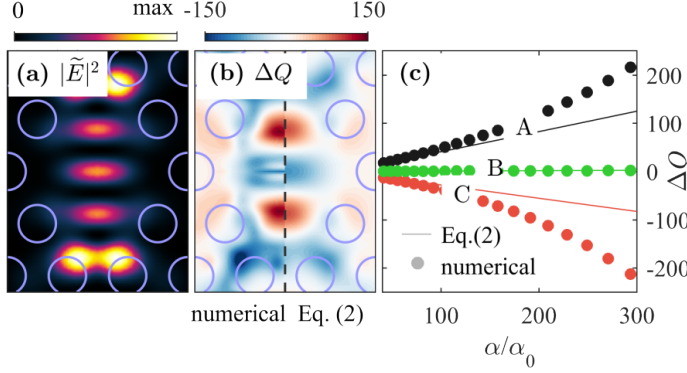 0 max -150 150
(a) |Ẽ|² (b) ΔQ (c)
200
100
0
-100
-200
ΔQ
A
B
C
Eq.(2)
numerical
numerical Eq. (2)
100 200 300
α/α₀